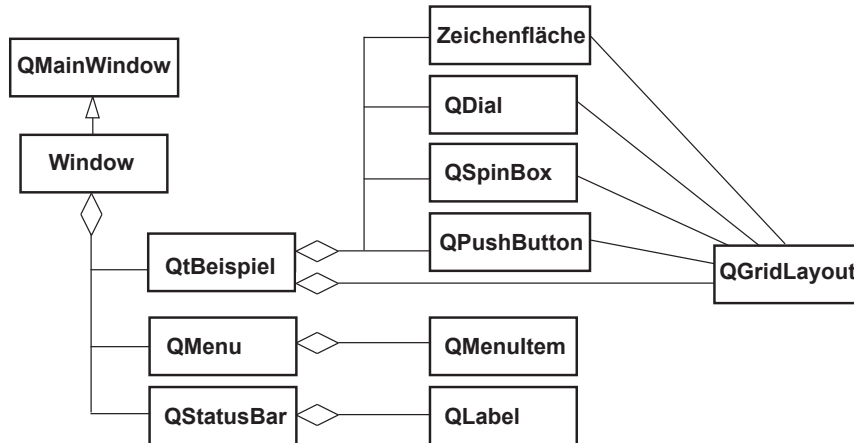 Zeichenfläche
QMainWindow
QDial
Window
QSpinBox
QPushButton
QtBeispiel
QGridLayout
QMenu
QMenuItem
QStatusBar
QLabel